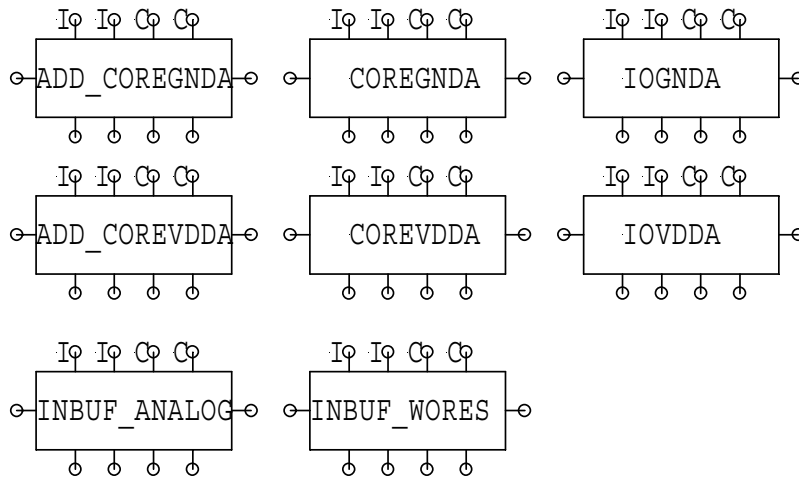 I I C C I I C C I I C C
ADD_COREGNDA COREGNDA IOGNDA
I I C C I I C C I I C C
ADD_COREVDDA COREVDDA IOVDDA
I I C C I I C C
INBUF_ANALOG INBUF_WORES